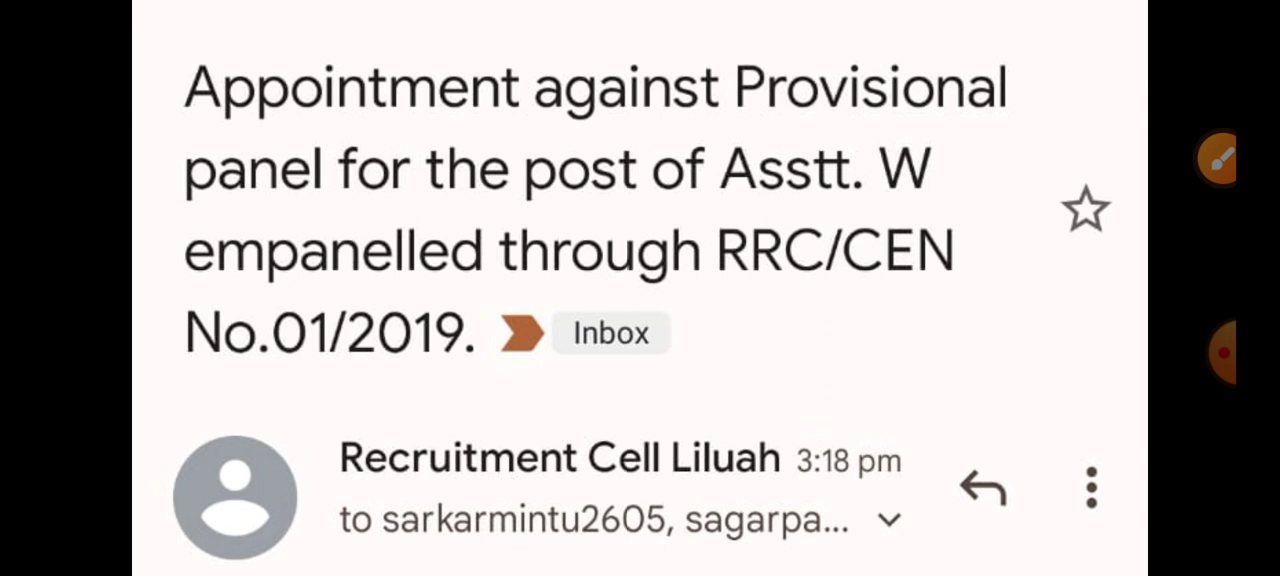 Appointment against Provisional
panel for the post of Asstt. W
empanelled through RRC/CEN
No.01/2019. Inbox
Recruitment Cell Liluah 3:18 pm
to sarkarmintu2605, sagarpa...